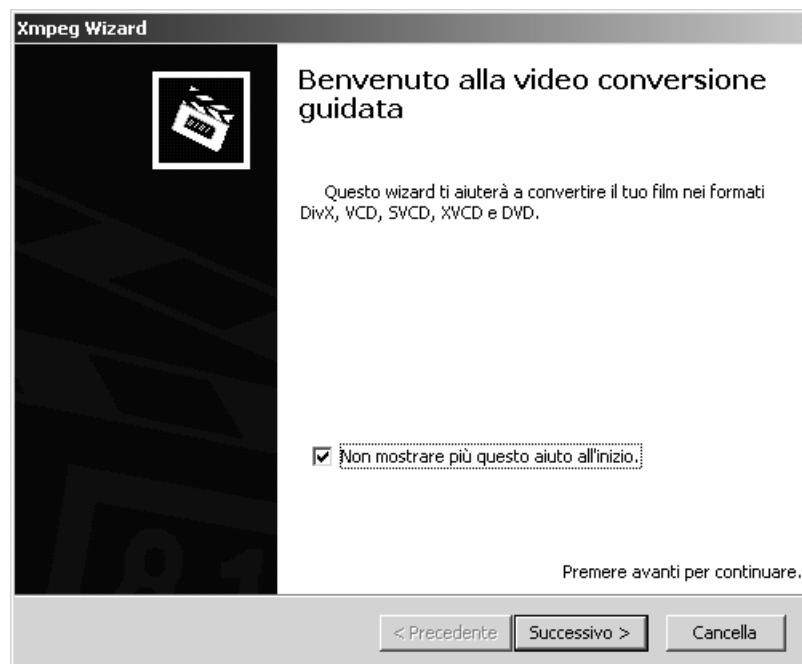 Xmpeg Wizard
Benvenuto alla video conversione
guidata
Questo wizard ti aiuterà a convertire il tuo film nei formati
DivX, VCD, SVCD, XVCD e DVD.
Non mostrare più questo aiuto all'inizio.
Premere avanti per continuare.
< Precedente
Successivo >
Cancella